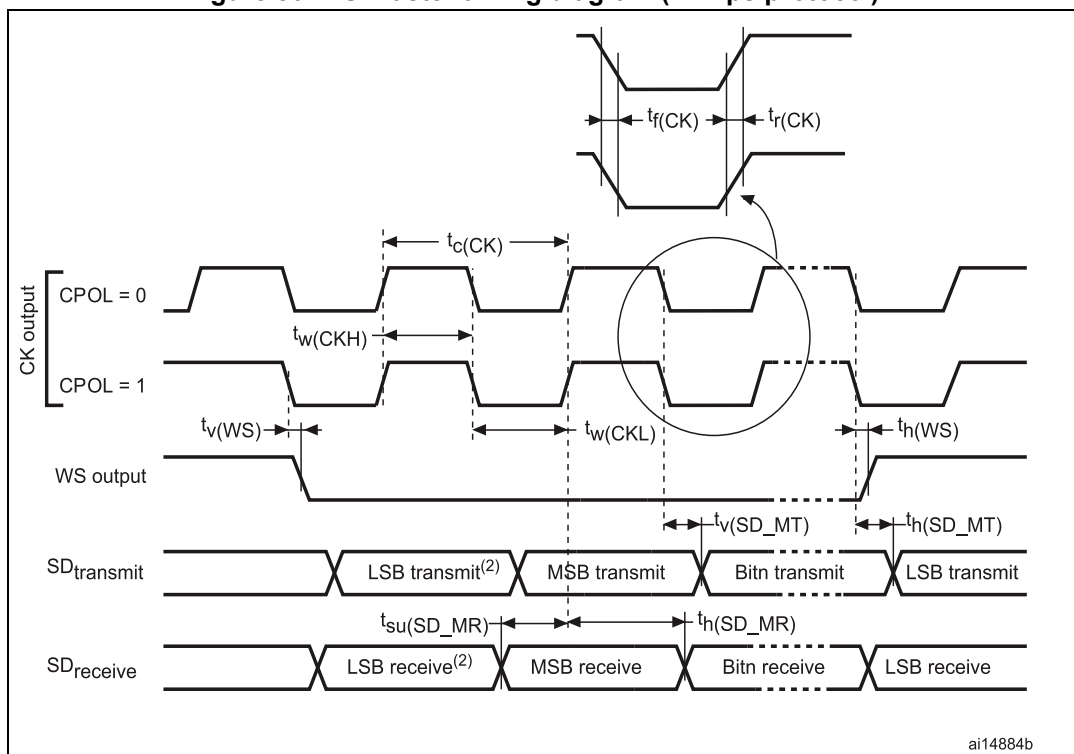 tf(CK) tr(CK)
tc(CK)
CK output
CPOL = 0
tw(CKH)
CPOL = 1
tv(WS) tw(CKL) th(WS)
WS output
tv(SD_MT) th(SD_MT)
SDtransmit LSB transmit(2) MSB transmit Bitn transmit LSB transmit
tsu(SD_MR) th(SD_MR)
SDreceive LSB receive(2) MSB receive Bitn receive LSB receive
ai14884b